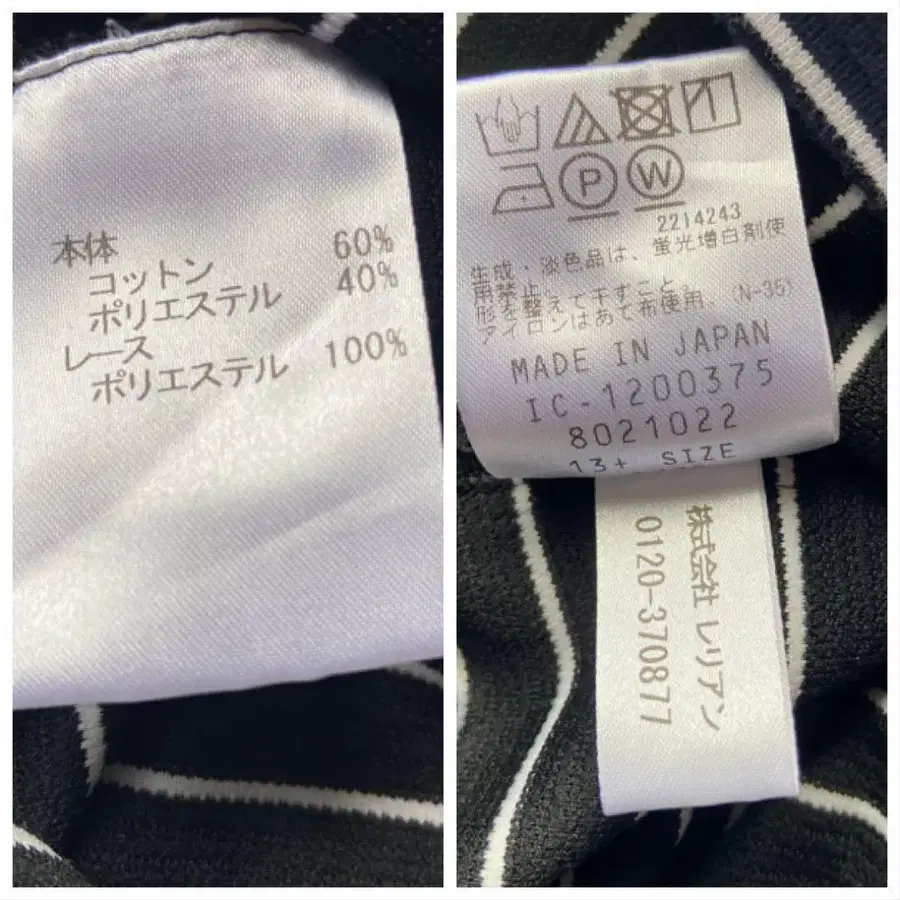 本体
コットン 60%
ポリエステル 40%
レース
ポリエステル 100%
P W
2214243
生成・淡色品は、蛍光増白剤使
用禁止。
形を整えて干すこと。
アイロンはあて布使用。 (N-35)
MADE IN JAPAN
IC-1200375
8021022
13+ SIZE
株式会社 レリアン
0120-370877